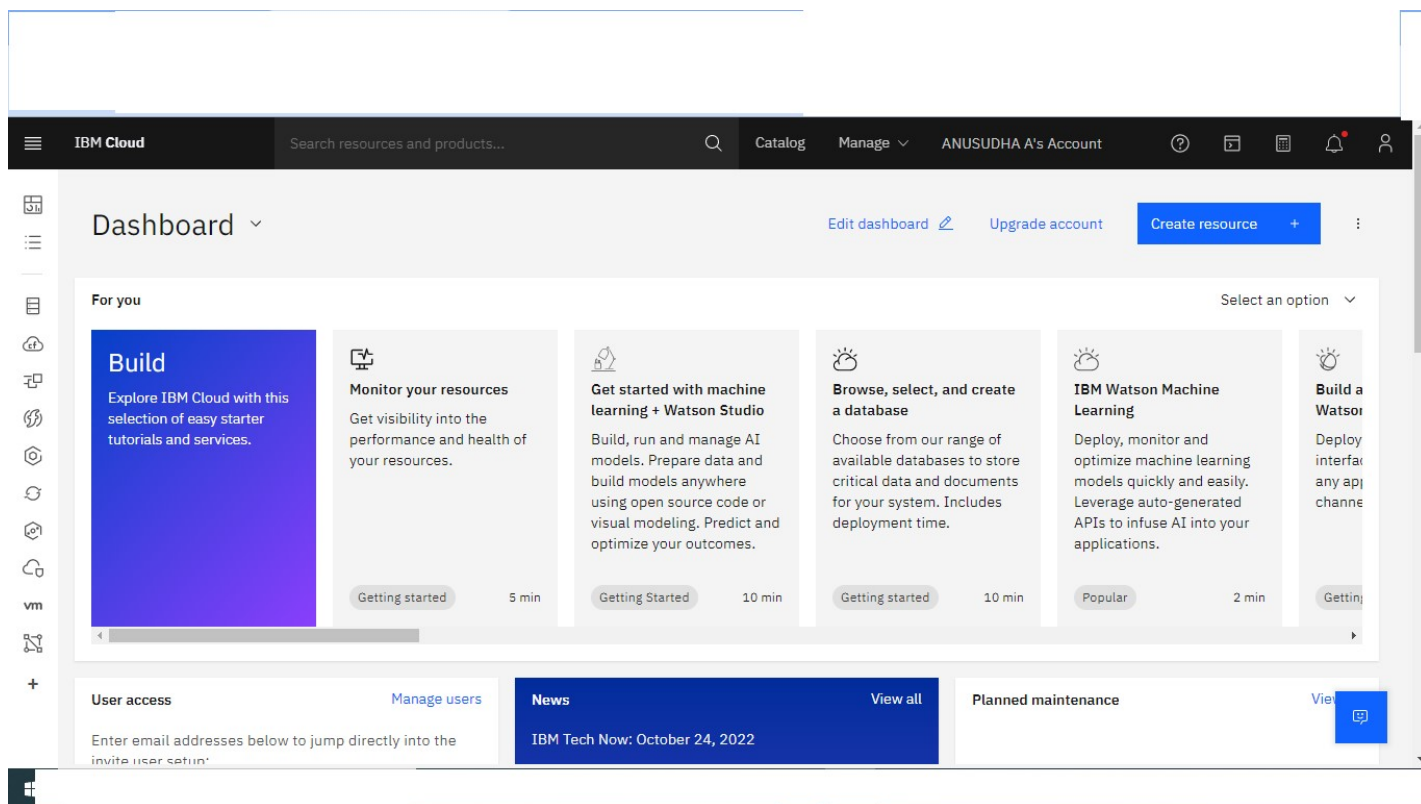 IBM Cloud
Search resources and products...
Catalog
Manage
ANUSUDHA A's Account
Dashboard
Edit dashboard
Upgrade account
Create resource +
For you
Select an option
Build
Explore IBM Cloud with this
selection of easy starter
tutorials and services.
Monitor your resources
Get visibility into the
performance and health of
your resources.
Getting started
5 min
Get started with machine
learning + Watson Studio
Build, run and manage AI
models. Prepare data and
build models anywhere
using open source code or
visual modeling. Predict and
optimize your outcomes.
Getting Started
10 min
Browse, select, and create
a database
Choose from our range of
available databases to store
critical data and documents
for your system. Includes
deployment time.
Getting started
10 min
IBM Watson Machine
Learning
Deploy, monitor and
optimize machine learning
models quickly and easily.
Leverage auto-generated
APIs to infuse AI into your
applications.
Popular
2 min
Build a
Watson
Deploy
any
cf
vm
+
User access
Manage users
Enter email addresses below to jump directly into the
invite user setup:
News
View all
IBM Tech Now: October 24, 2022
Planned maintenance